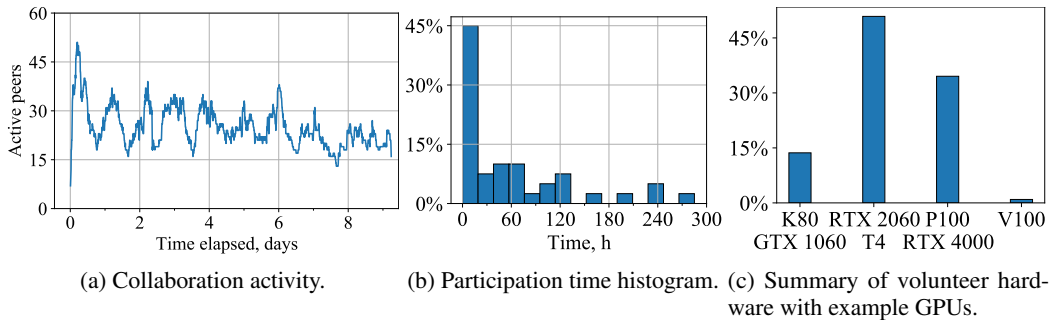 60
45
30
15
0
Active peers
0 2 4 6 8
Time elapsed, days
(a) Collaboration activity.
45%
30%
15%
0%
0 60 120 180 240 300
Time, h
(b) Participation time histogram.
45%
30%
15%
0%
K80 RTX 2060 P100 V100
GTX 1060 T4 RTX 4000
(c) Summary of volunteer hard-
ware with example GPUs.